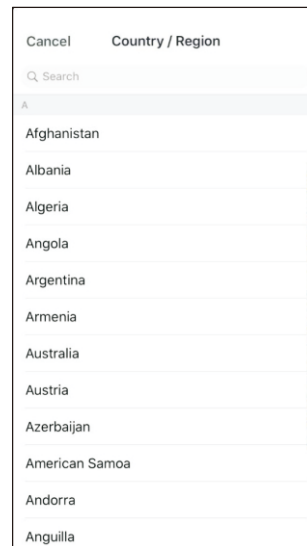 Cancel Country / Region
Search
A
Afghanistan
Albania
Algeria
Angola
Argentina
Armenia
Australia
Austria
Azerbaijan
American Samoa
Andorra
Anguilla